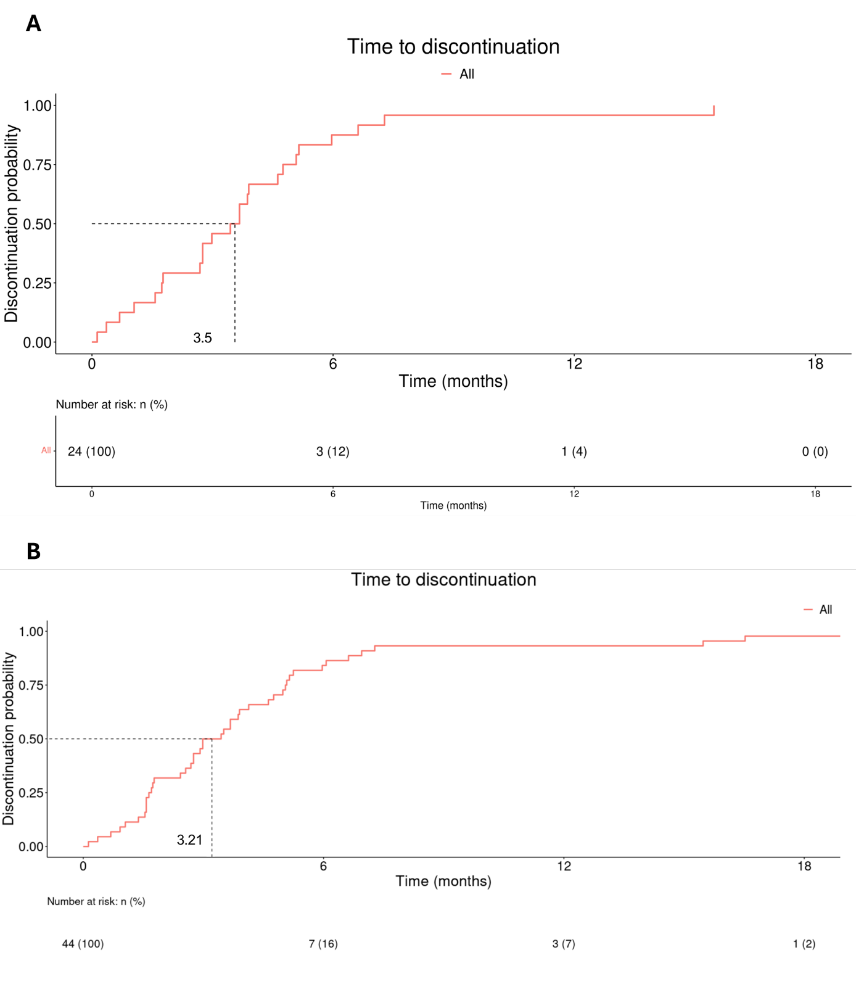 A
Time to discontinuation
All
Discontinuation probability
1.00
0.75
0.50
0.25
0.00
3.5
0 6 12 18
Time (months)
Number at risk: n (%)
All 24 (100) 3 (12) 1 (4) 0 (0)
0 6 12 18
Time (months)
B
Time to discontinuation
All
Discontinuation probability
1.00
0.75
0.50
0.25
0.00
3.21
0 6 12 18
Time (months)
Number at risk: n (%)
44 (100) 7 (16) 3 (7) 1 (2)